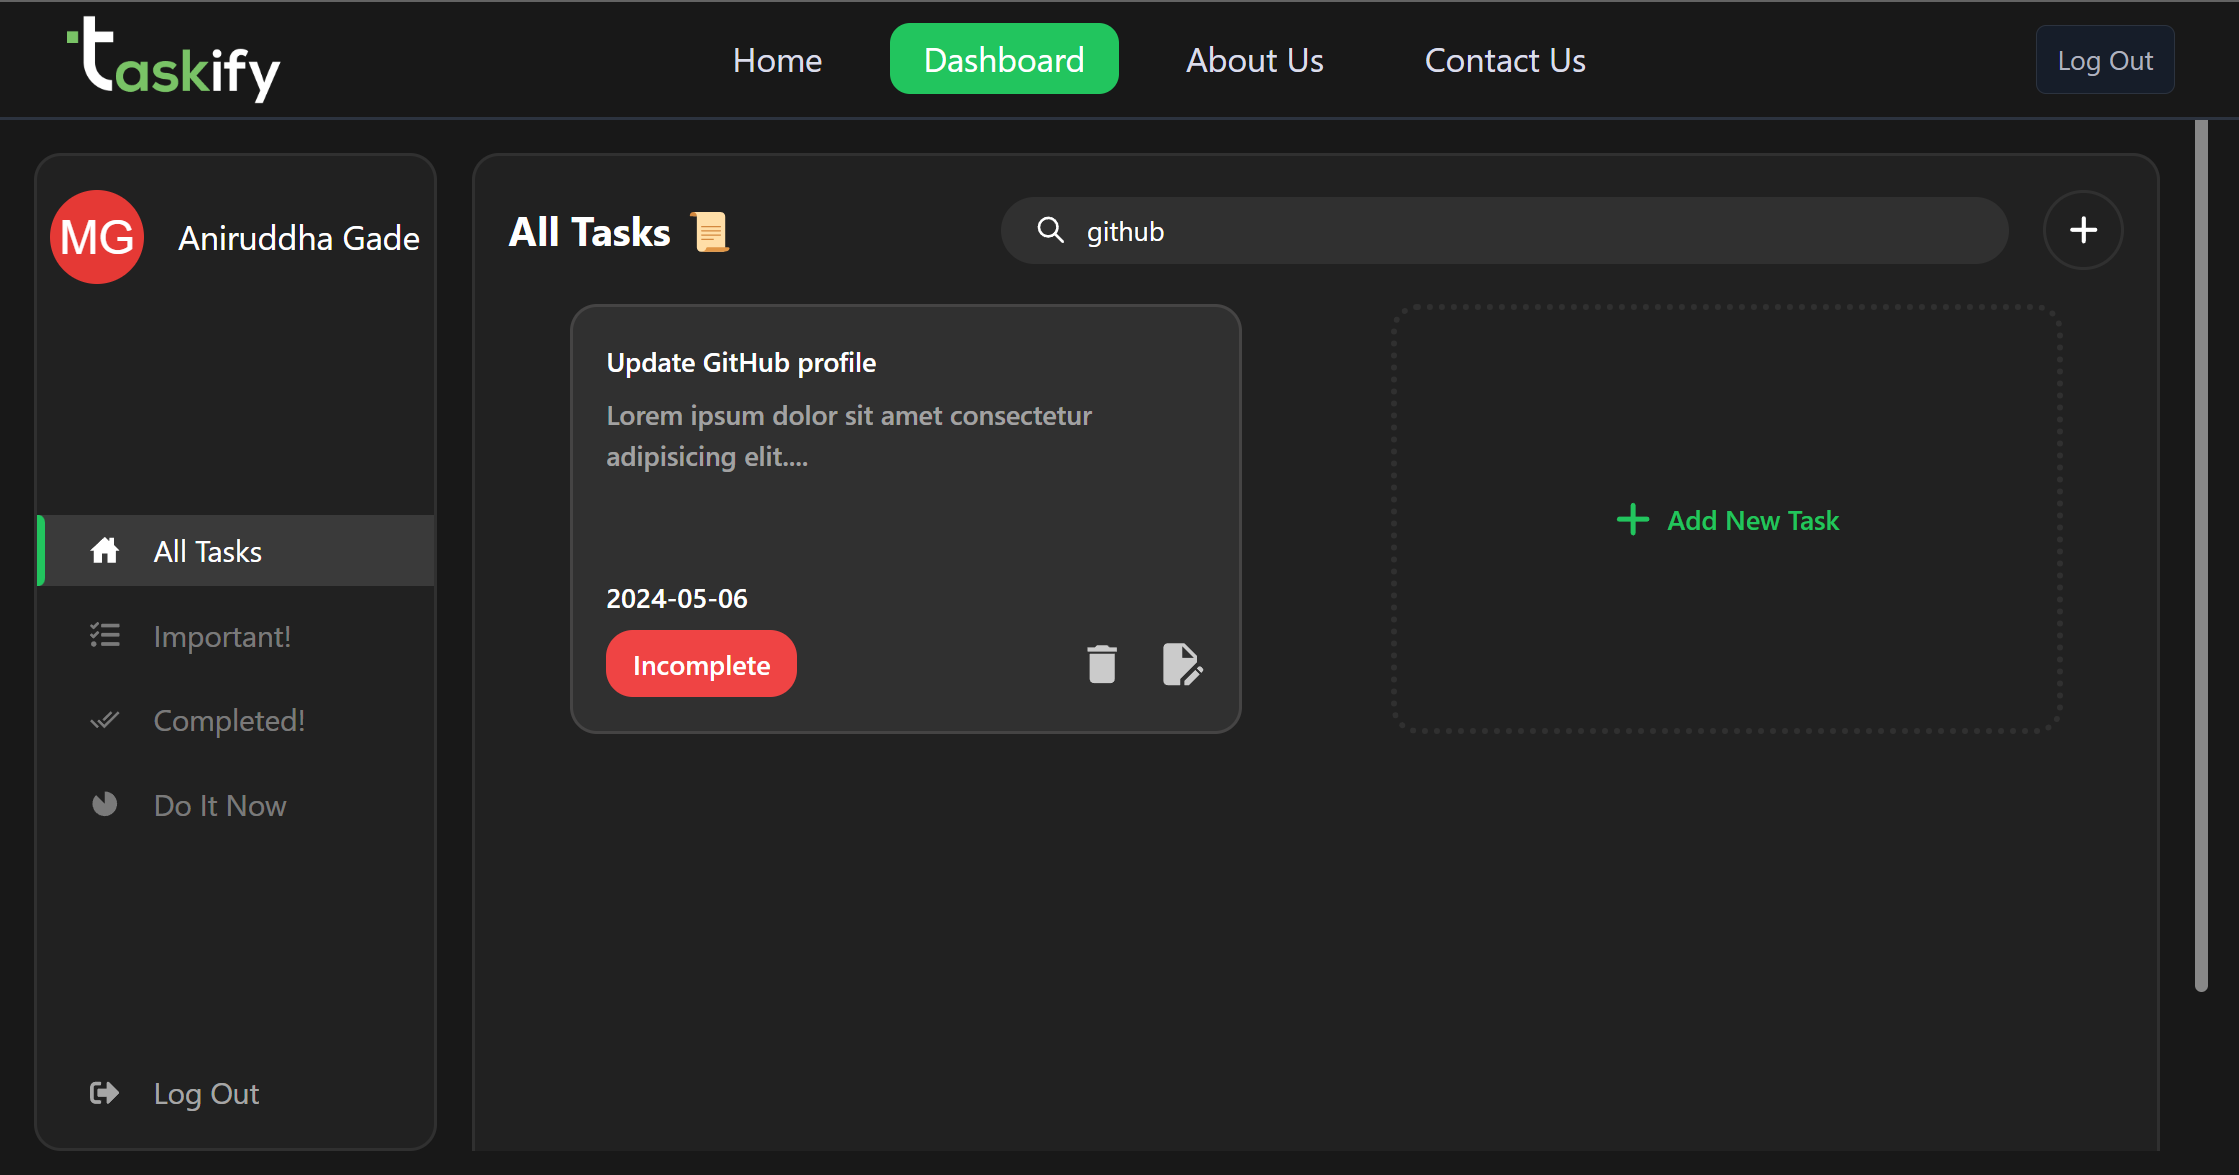 taskify
Home
Dashboard
About Us
Contact Us
Log Out
MG
Aniruddha Gade
All Tasks
Important!
Completed!
Do It Now
Log Out
All Tasks 📜
github
Update GitHub profile
Lorem ipsum dolor sit amet consectetur
adipisicing elit....
2024-05-06
Incomplete
Add New Task